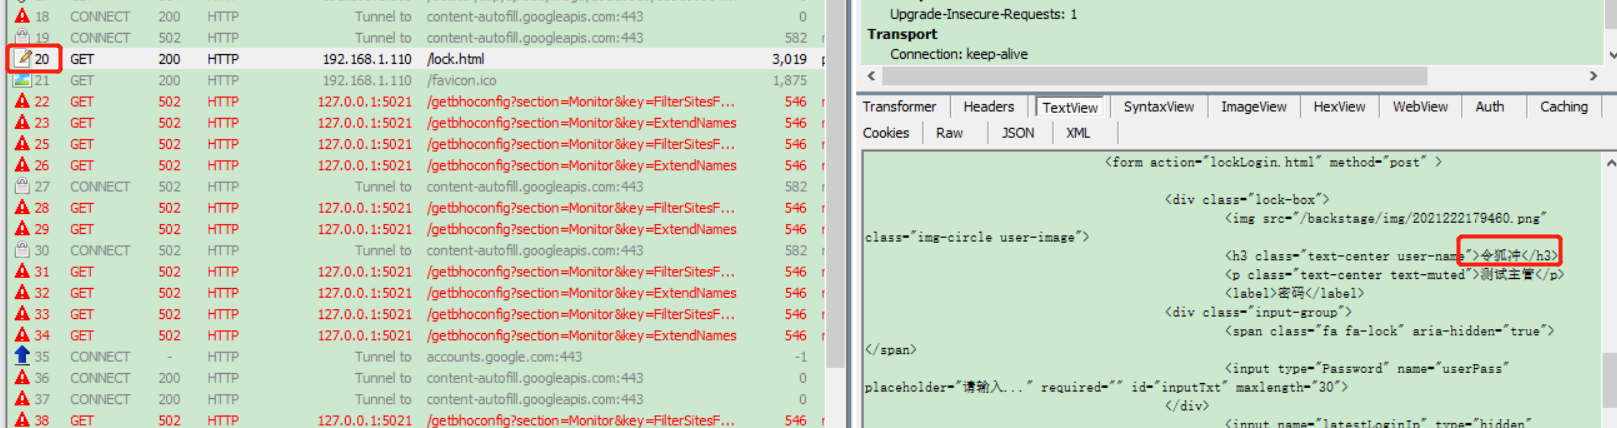 18 CONNECT 200 HTTP Tunnel to content-autofill.googleapis.com:443 0
19 CONNECT 502 HTTP Tunnel to content-autofill.googleapis.com:443 582
20 GET 200 HTTP 192.168.1.110 /lock.html 3,019
21 GET 200 HTTP 192.168.1.110 /favicon.ico 1,875
22 GET 502 HTTP 127.0.0.1:5021 /getbhoconfig?section=Monitor&key=FilterSitesF... 546
23 GET 502 HTTP 127.0.0.1:5021 /getbhoconfig?section=Monitor&key=ExtendNames 546
25 GET 502 HTTP 127.0.0.1:5021 /getbhoconfig?section=Monitor&key=FilterSitesF... 546
26 GET 502 HTTP 127.0.0.1:5021 /getbhoconfig?section=Monitor&key=ExtendNames 546
27 CONNECT 502 HTTP Tunnel to content-autofill.googleapis.com:443 582
28 GET 502 HTTP 127.0.0.1:5021 /getbhoconfig?section=Monitor&key=FilterSitesF... 546
29 GET 502 HTTP 127.0.0.1:5021 /getbhoconfig?section=Monitor&key=ExtendNames 546
30 CONNECT 502 HTTP Tunnel to content-autofill.googleapis.com:443 582
31 GET 502 HTTP 127.0.0.1:5021 /getbhoconfig?section=Monitor&key=FilterSitesF... 546
32 GET 502 HTTP 127.0.0.1:5021 /getbhoconfig?section=Monitor&key=ExtendNames 546
33 GET 502 HTTP 127.0.0.1:5021 /getbhoconfig?section=Monitor&key=FilterSitesF... 546
34 GET 502 HTTP 127.0.0.1:5021 /getbhoconfig?section=Monitor&key=ExtendNames 546
35 CONNECT - HTTP Tunnel to accounts.google.com:443 -1
36 CONNECT 200 HTTP Tunnel to content-autofill.googleapis.com:443 0
37 CONNECT 200 HTTP Tunnel to content-autofill.googleapis.com:443 0
38 GET 502 HTTP 127.0.0.1:5021 /getbhoconfig?section=Monitor&key=FilterSitesF... 546
Upgrade-Insecure-Requests: 1
Transport
Connection: keep-alive
Transformer Headers TextView SyntaxView ImageView HexView WebView Auth Caching
Cookies Raw JSON XML
<form action="lockLogin.html" method="post" >
<div class="lock-box">
<img src="/backstage/img/2021222179460.png"
class="img-circle user-image">
<h3 class="text-center user-name">令狐冲</h3>
<p class="text-center text-muted">测试主管</p>
<label>密码</label>
<div class="input-group">
<span class="fa fa-lock" aria-hidden="true">
</span>
<input type="Password" name="userPass"
placeholder="请输入..." required="" id="inputTxt" maxlength="30">
</div>
<input name="latestLoginIp" type="hidden"